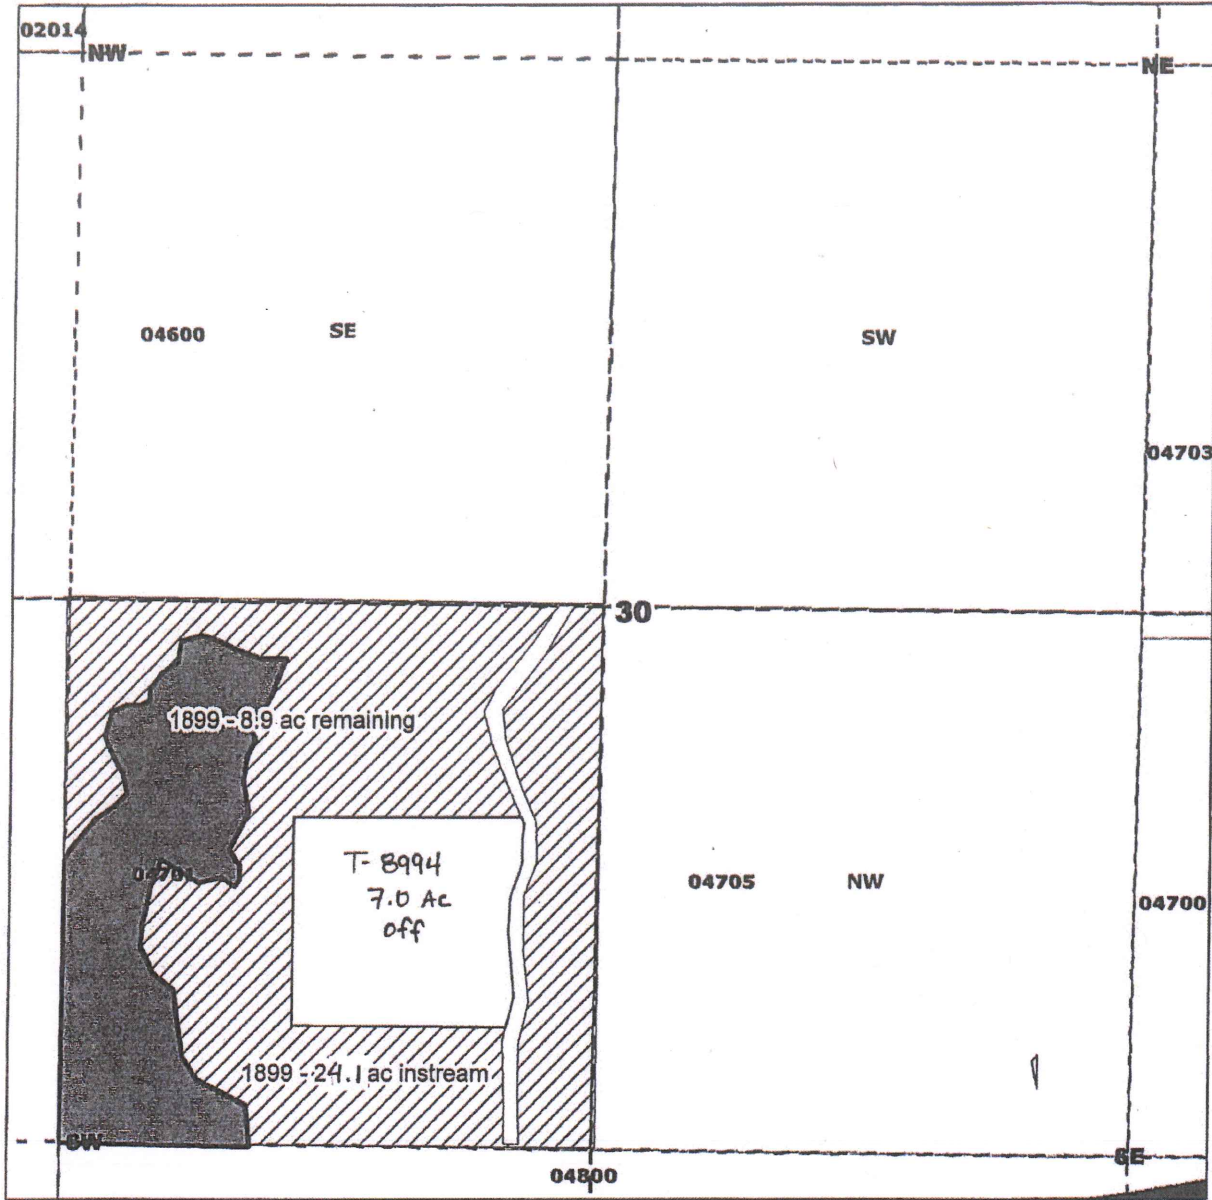 02014
NW
NE
04600
SE
SW
04703
30
1899 - 8.9 ac remaining
04701
T-8994
7.0 Ac
off
04705
NW
04700
1899 - 24.1 ac instream
SW
SE
04800